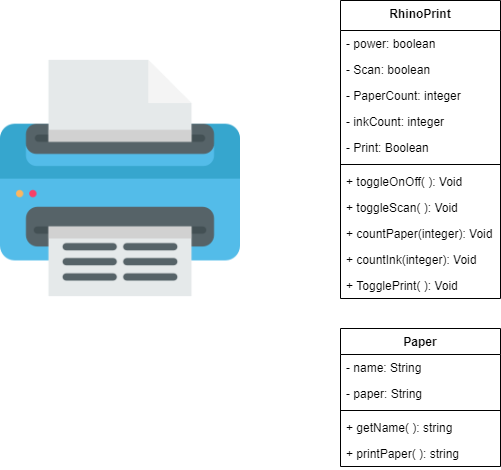 RhinoPrint
- power: boolean
- Scan: boolean
- PaperCount: integer
- inkCount: integer
- Print: Boolean
+ toggleOnOff( ): Void
+ toggleScan( ): Void
+ countPaper(integer): Void
+ countInk(integer): Void
+ TogglePrint( ): Void
Paper
- name: String
- paper: String
+ getName( ): string
+ printPaper( ): string